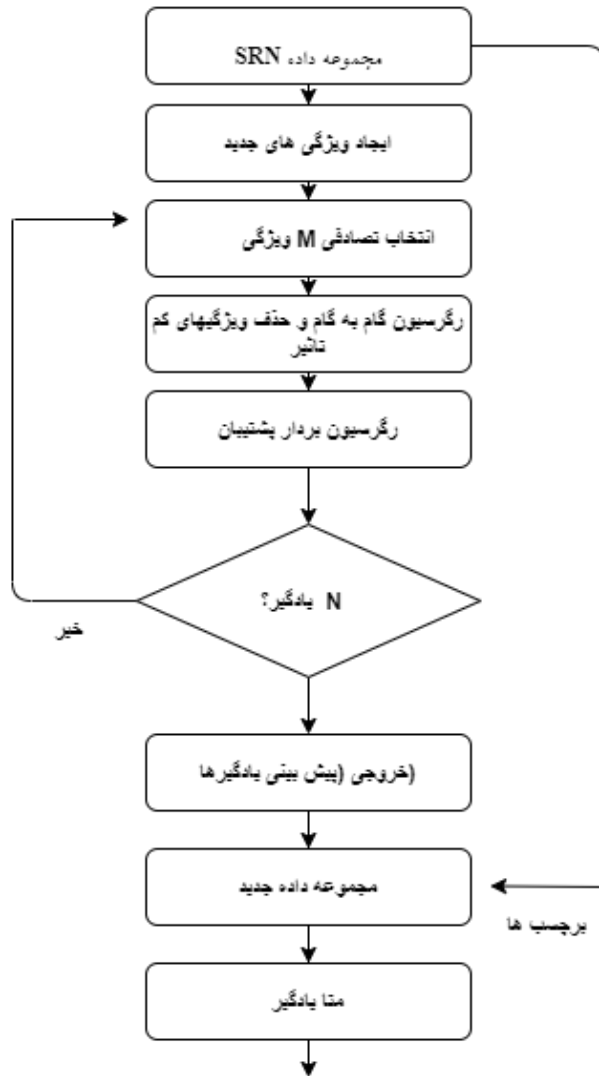 مجموعه داده SRN
ایجاد ویژگی های جدید
انتخاب تصادفی M ویژگی
رگرسیون گام به گام و حذف ویژگیهای کم
تاثیر
رگرسیون بردار پشتیبان
N یادگیر؟
خیر
(خروجی (پیش بینی یادگیرها
مجموعه داده جدید
برچسب ها
متا یادگیر